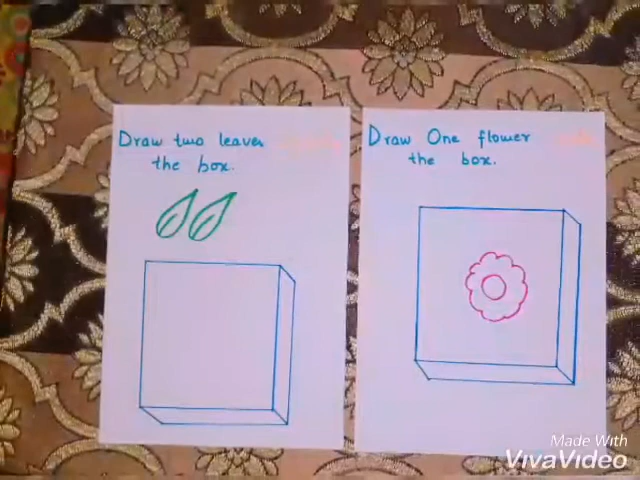 Draw two leaves
the box.
Draw One flower
the box.
Made With
VivaVideo